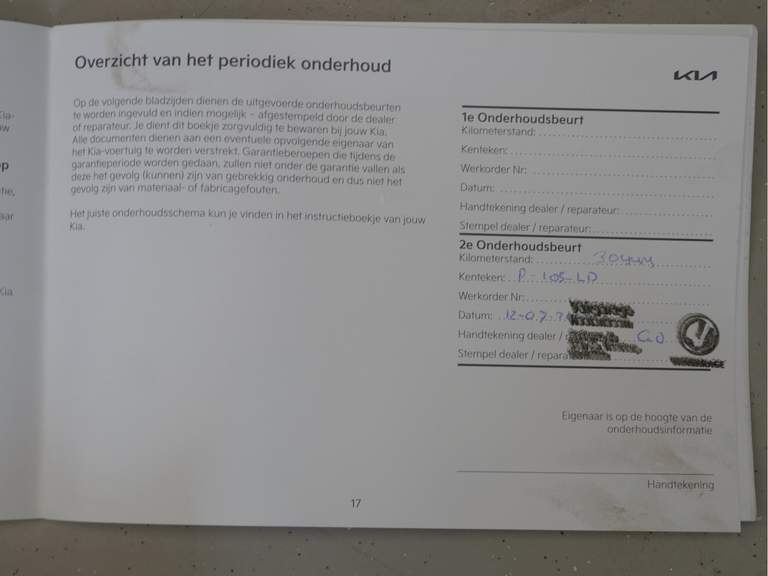 Overzicht van het periodiek onderhoud
Op de volgende bladzijden dienen de uitgevoerde onderhoudsbeurten
te worden ingevuld en indien mogelijk – afgestempeld door de dealer
of reparateur. Je dient dit boekje zorgvuldig te bewaren bij jouw Kia.
Alle documenten dienen aan een eventuele opvolgende eigenaar van
het Kia-voertuig te worden verstrekt. Garantieberoepen die tijdens de
garantieperiode worden gedaan, zullen niet onder de garantie vallen als
deze het gevolg (kunnen) zijn van gebrekkig onderhoud en dus niet het
gevolg zijn van materiaal- of fabricagefouten.
Het juiste onderhoudsschema kun je vinden in het instructieboekje van jouw
Kia.
17
KIA
1e Onderhoudsbeurt
Kilometerstand:
Kenteken:
Werkorder Nr:
Datum:
Handtekening dealer / reparateur:
Stempel dealer / reparateur:
2e Onderhoudsbeurt
Kilometerstand:
Kenteken: P-105-LD
Werkorder Nr:
Datum:
Handtekening dealer /
Stempel dealer /
Eigenaar is op de hoogte van de
onderhoudsinformatie
Handtekening